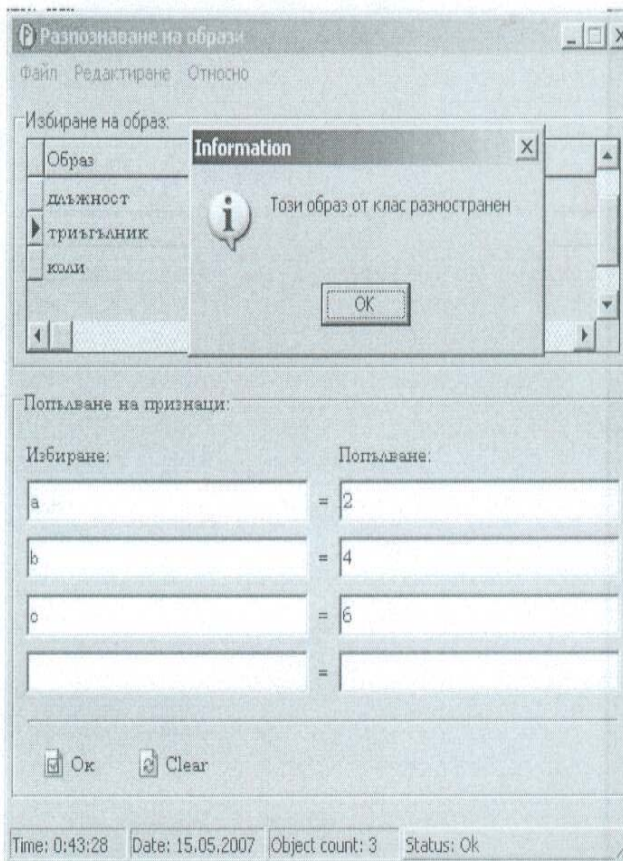 Разпознаване на образи
Файл Редактиране Относно
Избиране на образ:
Образ
длъжност
триъгълник
коли
Information
Този образ от клас разностранен
OK
Попълване на признаци:
Избиране: Попълване:
a = 2
b = 4
c = 6
=
Ок Clear
Time: 0:43:28 Date: 15.05.2007 Object count: 3 Status: Ok